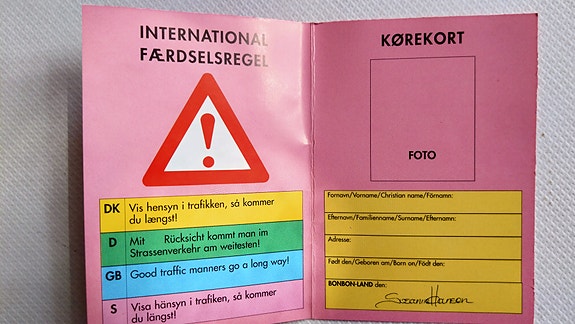 INTERNATIONAL
FÆRDSELSREGEL
DK Vis hensyn i trafikken, så kommer
du længst!
D Mit Rücksicht kommt man im
Strassenverkehr am weitesten!
GB Good traffic manners go a long way!
S Visa hänsyn i trafiken, så kommer
du längst!
KØREKORT
FOTO
Fornavn/Vorname/Christian name/Förnamn:
Efternavn/Familienname/Surname/Efternamn:
Adresse:
Født den/Geboren am/Born on/Född den:
BONBON-LAND den: